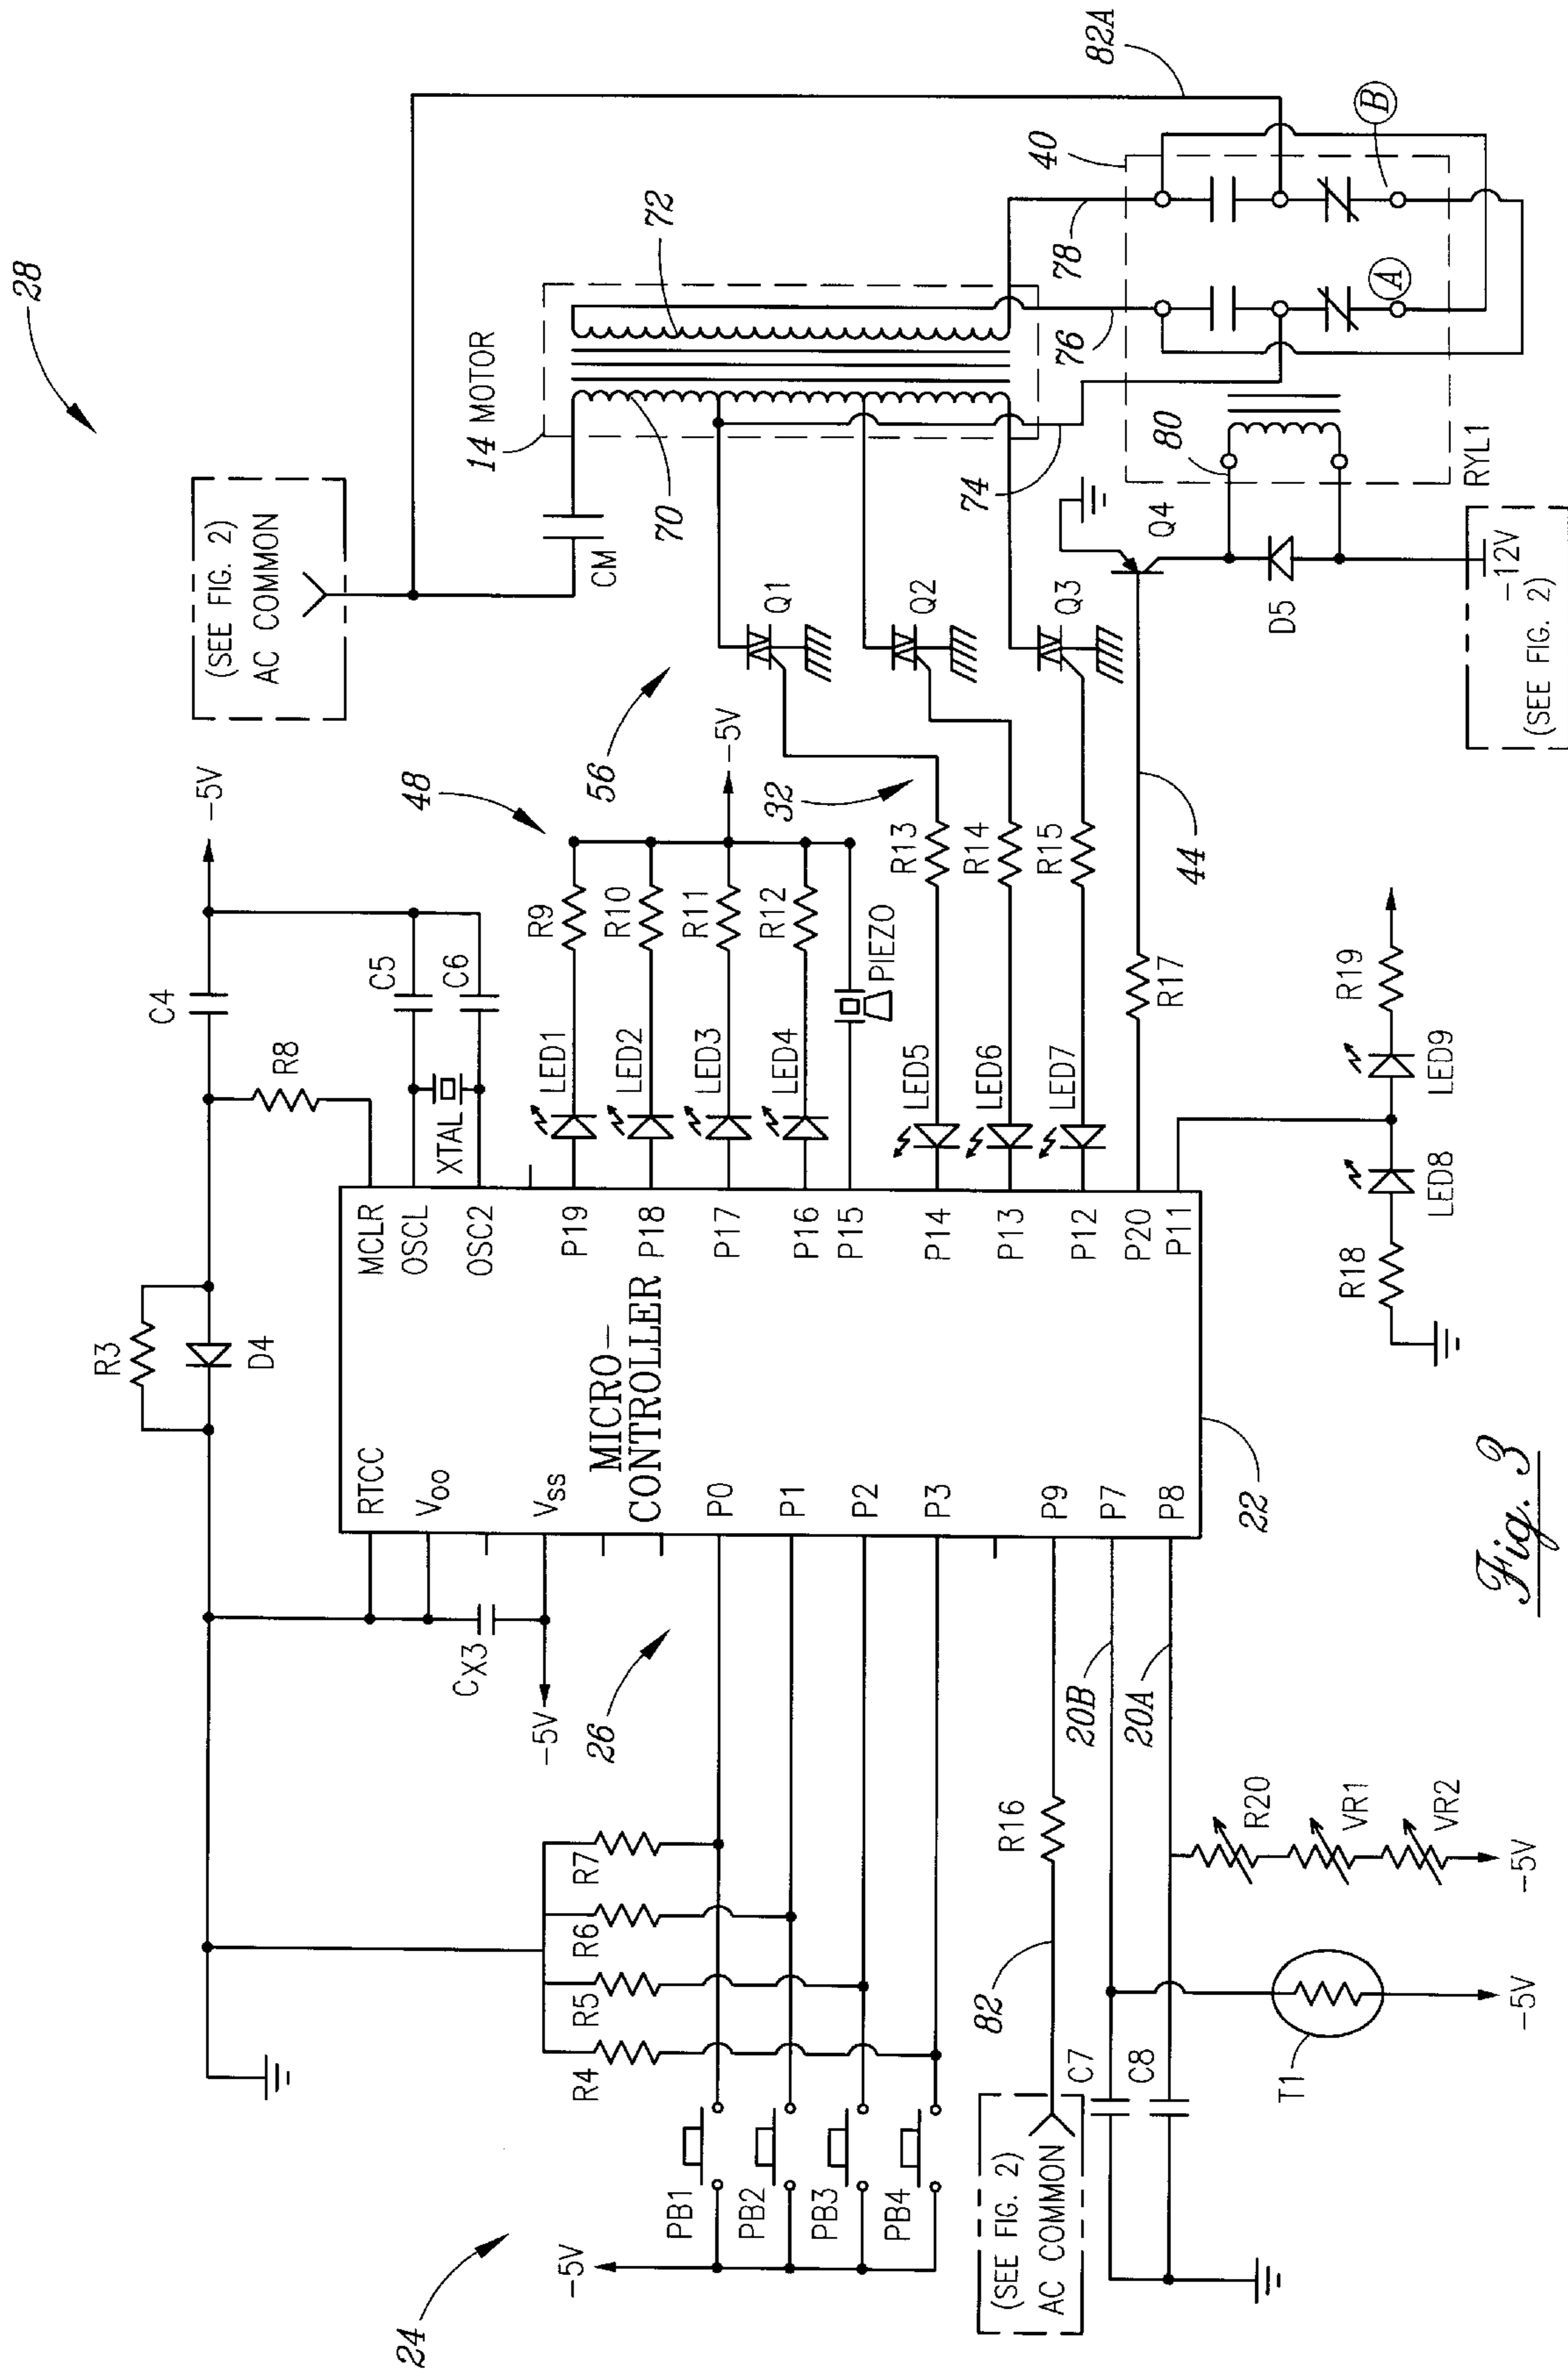 28
(SEE FIG. 2)
AC COMMON
-5V
C4
R3
D4
R8
C5
C6
XTAL
MCLR
OSCL
OSC2
RTCC
Voo
Vss
CX3
-5V
26
MICRO-
CONTROLLER
P19
P18
P17
P16
P15
P14
P13
P12
P20
P11
P0
P1
P2
P3
P9
P7
P8
22
LED1
LED2
LED3
LED4
PIEZO
LED5
LED6
LED7
R9
R10
R11
R12
48
-5V
R13
R14
R15
32
56
R17
44
Q1
Q2
Q3
Q4
D5
-12V
(SEE FIG. 2)
CM
14 MOTOR
70
72
74
76
78
80
40
RYL1
A
B
82A
R18
LED8
LED9
R19
R7
R6
R5
R4
PB1
PB2
PB3
PB4
-5V
24
(SEE FIG. 2)
AC COMMON
82
R16
20B
20A
C7
C8
T1
-5V
R20
VR1
VR2
-5V
Fig. 3